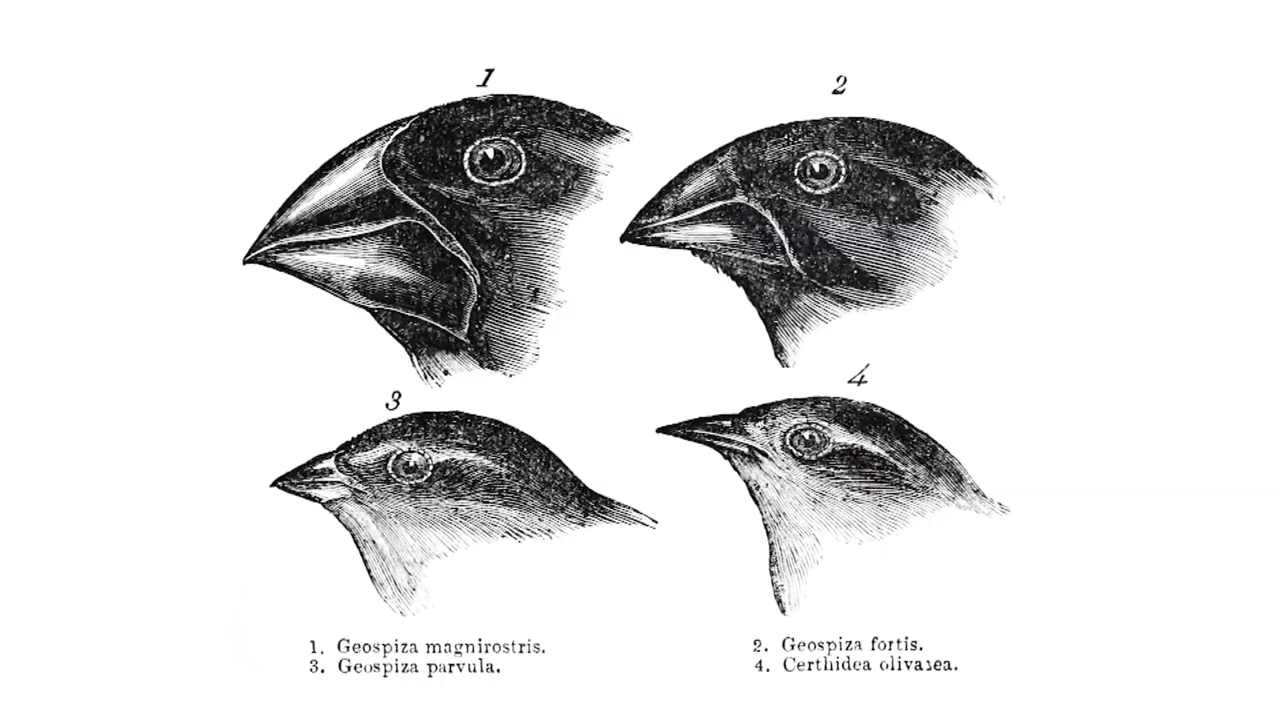 1
2
3
4
1. Geospiza magnirostris.
2. Geospiza fortis.
3. Geospiza parvula.
4. Certhidea olivasea.